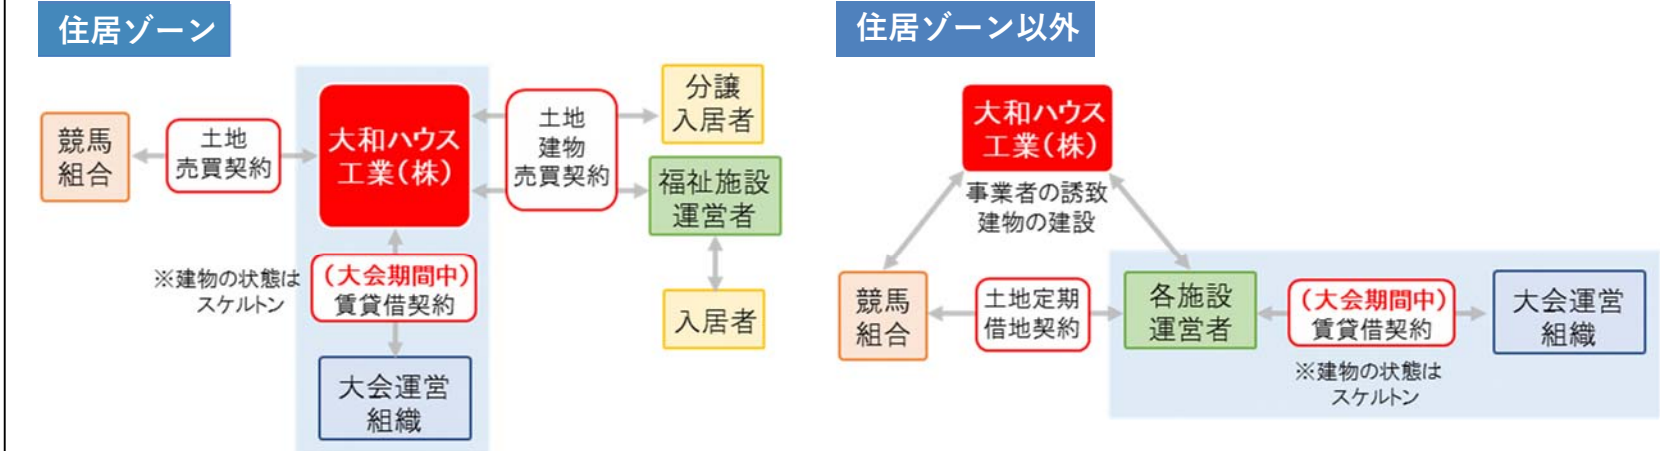 住居ゾーン
競馬
組合
土地
売買契約
大和ハウス
工業(株)
土地
建物
売買契約
分譲
入居者
福祉施設
運営者
入居者
※建物の状態は
スケルトン
(大会期間中)
賃貸借契約
大会運営
組織
住居ゾーン以外
大和ハウス
工業(株)
事業者の誘致
建物の建設
競馬
組合
土地定期
借地契約
各施設
運営者
(大会期間中)
賃貸借契約
※建物の状態は
スケルトン
大会運営
組織